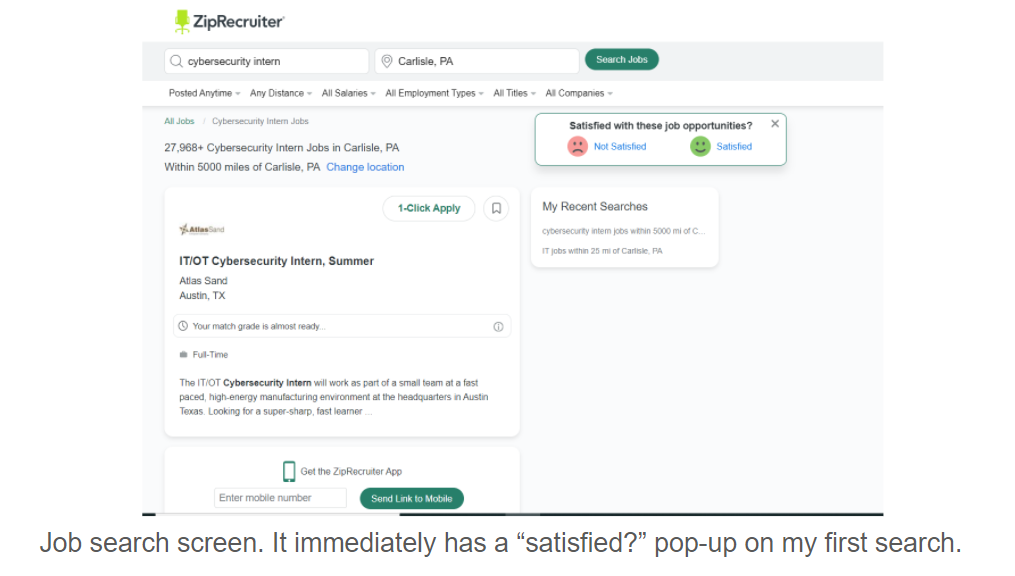 ZipRecruiter
cybersecurity intern
Carlisle, PA
Search Jobs
Posted Anytime
Any Distance
All Salaries
All Employment Types
All Titles
All Companies
All Jobs / Cybersecurity Intern Jobs
27,968+ Cybersecurity Intern Jobs in Carlisle, PA
Within 5000 miles of Carlisle, PA Change location
Satisfied with these job opportunities?
Not Satisfied
Satisfied
1-Click Apply
AtlasSand
IT/OT Cybersecurity Intern, Summer
Atlas Sand
Austin, TX
Your match grade is almost ready...
Full-Time
The IT/OT Cybersecurity Intern will work as part of a small team at a fast
paced, high-energy manufacturing environment at the headquarters in Austin
Texas. Looking for a super-sharp, fast learner ...
My Recent Searches
cybersecurity intern jobs within 5000 mi of C...
IT jobs within 25 mi of Carlisle, PA
Get the ZipRecruiter App
Enter mobile number
Send Link to Mobile
Job search screen. It immediately has a “satisfied?” pop-up on my first search.